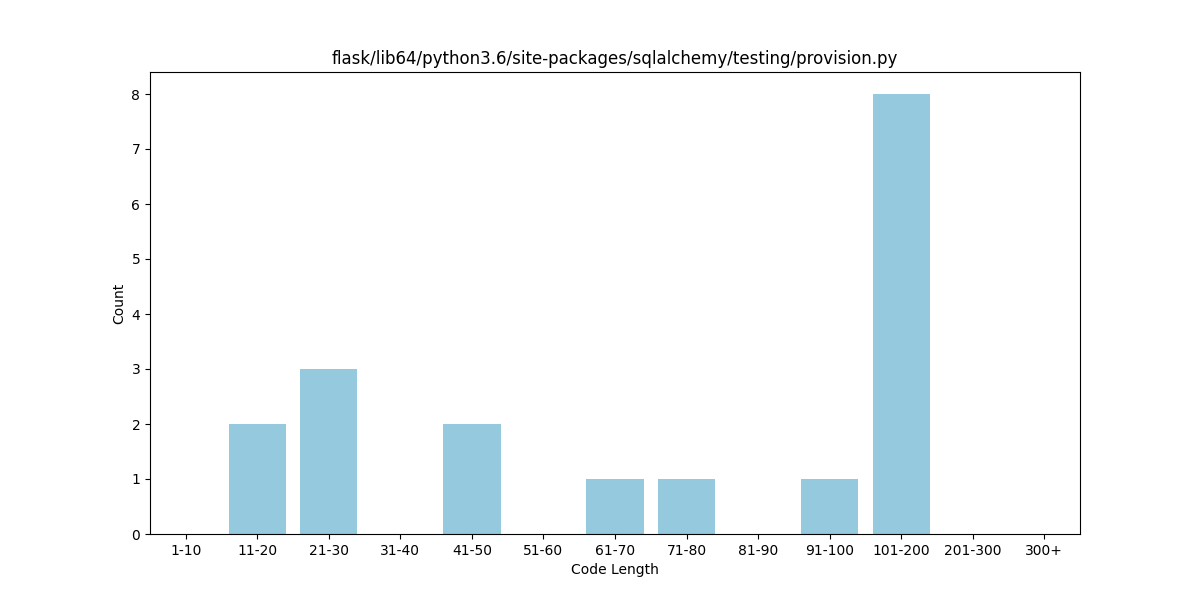 flask/lib64/python3.6/site-packages/sqlalchemy/testing/provision.py
Count
8
7
6
5
4
3
2
1
0
1-10 11-20 21-30 31-40 41-50 51-60 61-70 71-80 81-90 91-100 101-200 201-300 300+
Code Length